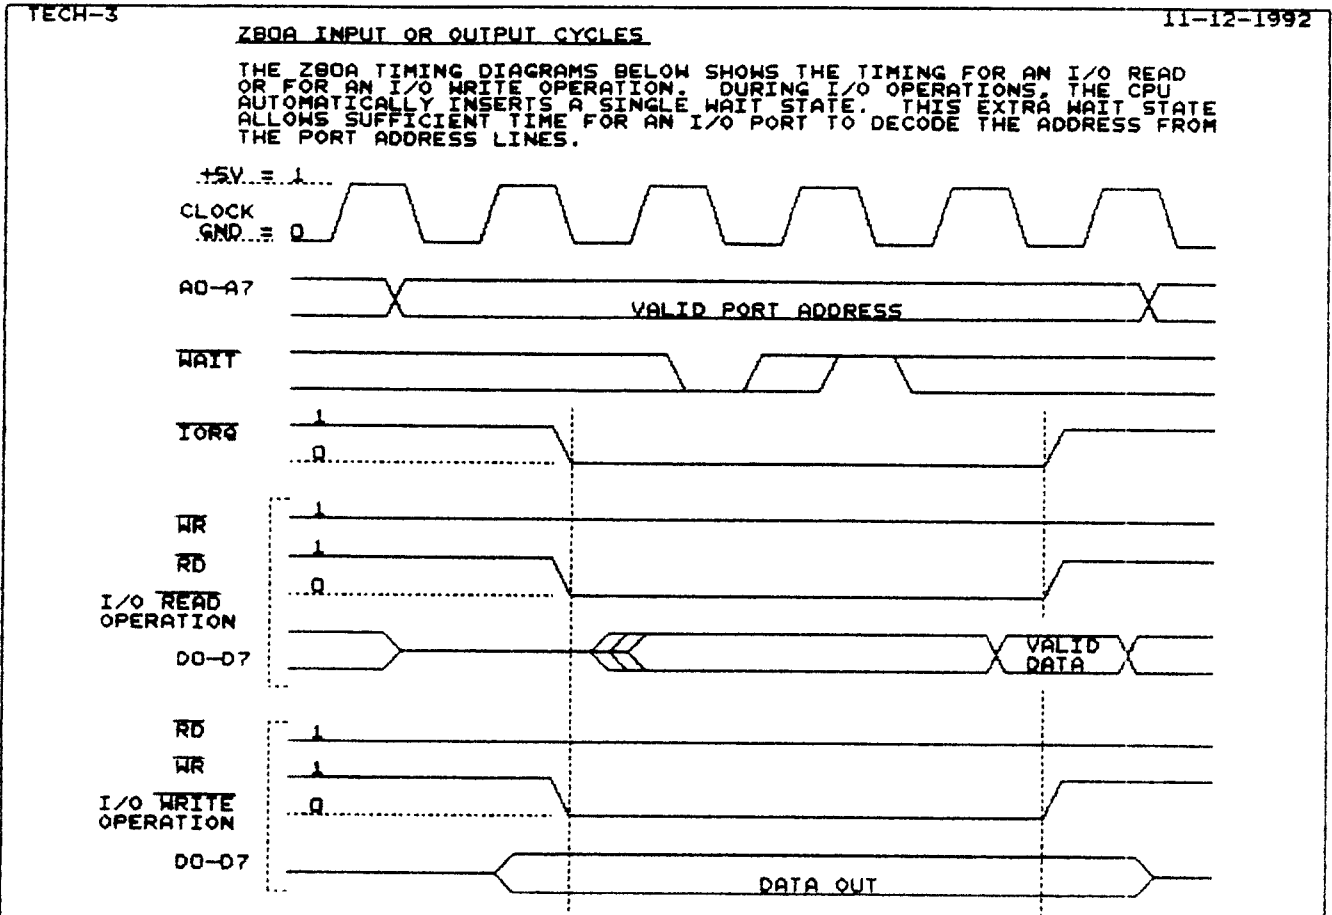 TECH-3
11-12-1992
Z80A INPUT OR OUTPUT CYCLES
THE Z80A TIMING DIAGRAMS BELOW SHOWS THE TIMING FOR AN I/O READ
OR FOR AN I/O WRITE OPERATION. DURING I/O OPERATIONS, THE CPU
AUTOMATICALLY INSERTS A SINGLE WAIT STATE. THIS EXTRA WAIT STATE
ALLOWS SUFFICIENT TIME FOR AN I/O PORT TO DECODE THE ADDRESS FROM
THE PORT ADDRESS LINES.
+5V = 1
CLOCK
GND = 0
A0-A7
VALID PORT ADDRESS
WAIT
IORQ
1
0
WR
1
RD
1
0
I/O READ
OPERATION
D0-D7
VALID
DATA
RD
1
WR
1
I/O WRITE
0
OPERATION
D0-D7
DATA OUT